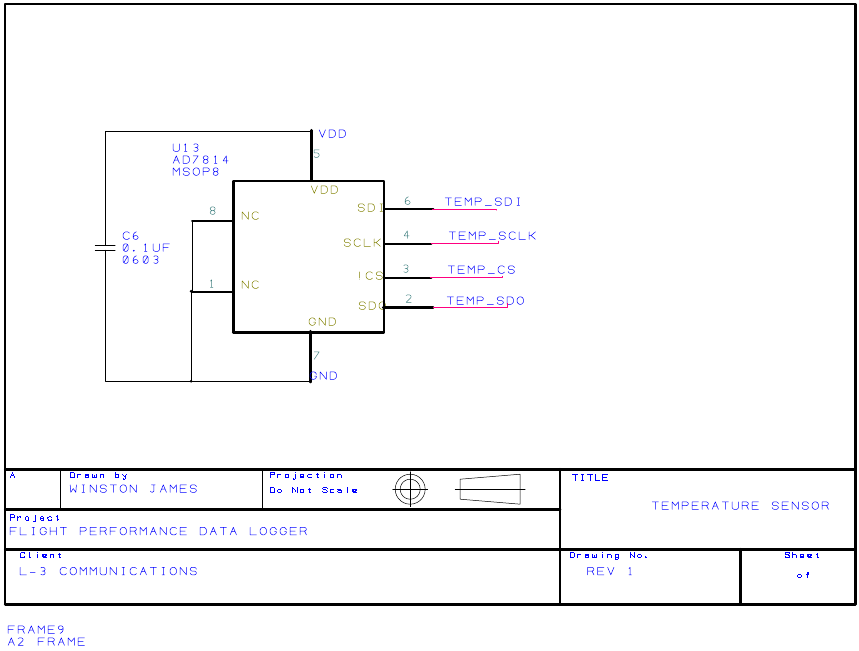 VDD
5
U13
AD7814
MSOP8
VDD
SDI
6
TEMP_SDI
8
NC
C6
0.1UF
0603
SCLK
4
TEMP_SCLK
!CS
3
TEMP_CS
1
NC
SDO
2
TEMP_SDO
GND
7
GND
A
Drawn by
WINSTON JAMES
Projection
Do Not Scale
TITLE
TEMPERATURE SENSOR
Project
FLIGHT PERFORMANCE DATA LOGGER
Client
L-3 COMMUNICATIONS
Drawing No.
REV 1
Sheet
of
FRAME9
A2 FRAME